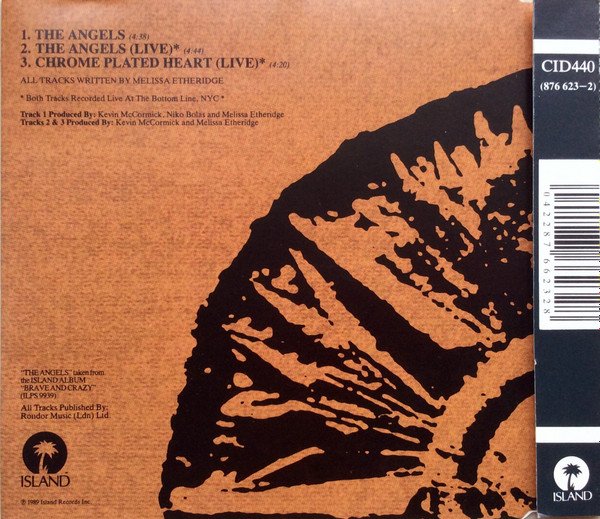 1. THE ANGELS (4:38)
2. THE ANGELS (LIVE)* (4:44)
3. CHROME PLATED HEART (LIVE)* (4:20)
ALL TRACKS WRITTEN BY MELISSA ETHERIDGE
* Both Tracks Recorded Live At The Bottom Line, NYC *
Track 1 Produced By: Kevin McCormick, Niko Bolas and Melissa Etheridge
Tracks 2 & 3 Produced By: Kevin McCormick and Melissa Etheridge
"THE ANGELS" taken from
the ISLAND ALBUM
"BRAVE AND CRAZY"
(ILPS 9939)
All Tracks Published By:
Rondor Music (Ldn) Ltd.
ISLAND
℗ 1989 Island Records Inc.
CID440
(876 623-2)
042287662328
ISLAND